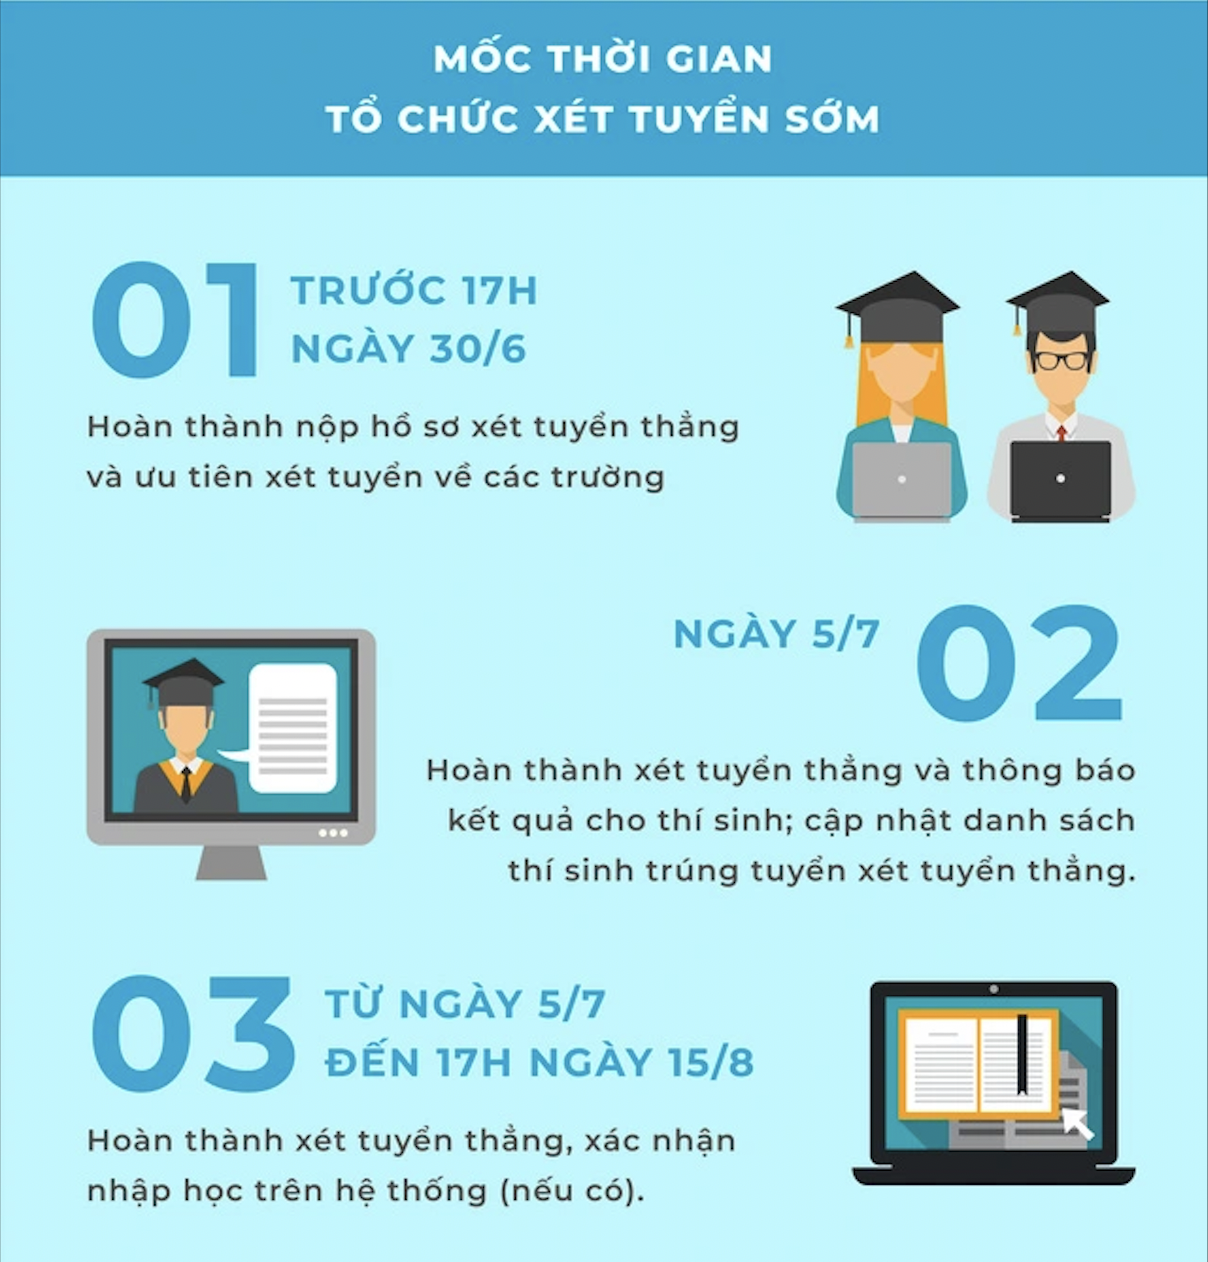 MỐC THỜI GIAN
TỔ CHỨC XÉT TUYỂN SỚM
01
TRƯỚC 17H
NGÀY 30/6
Hoàn thành nộp hồ sơ xét tuyển thẳng
và ưu tiên xét tuyển về các trường
NGÀY 5/7
02
Hoàn thành xét tuyển thẳng và thông báo
kết quả cho thí sinh; cập nhật danh sách
thí sinh trúng tuyển xét tuyển thẳng.
03
TỪ NGÀY 5/7
ĐẾN 17H NGÀY 15/8
Hoàn thành xét tuyển thẳng, xác nhận
nhập học trên hệ thống (nếu có).